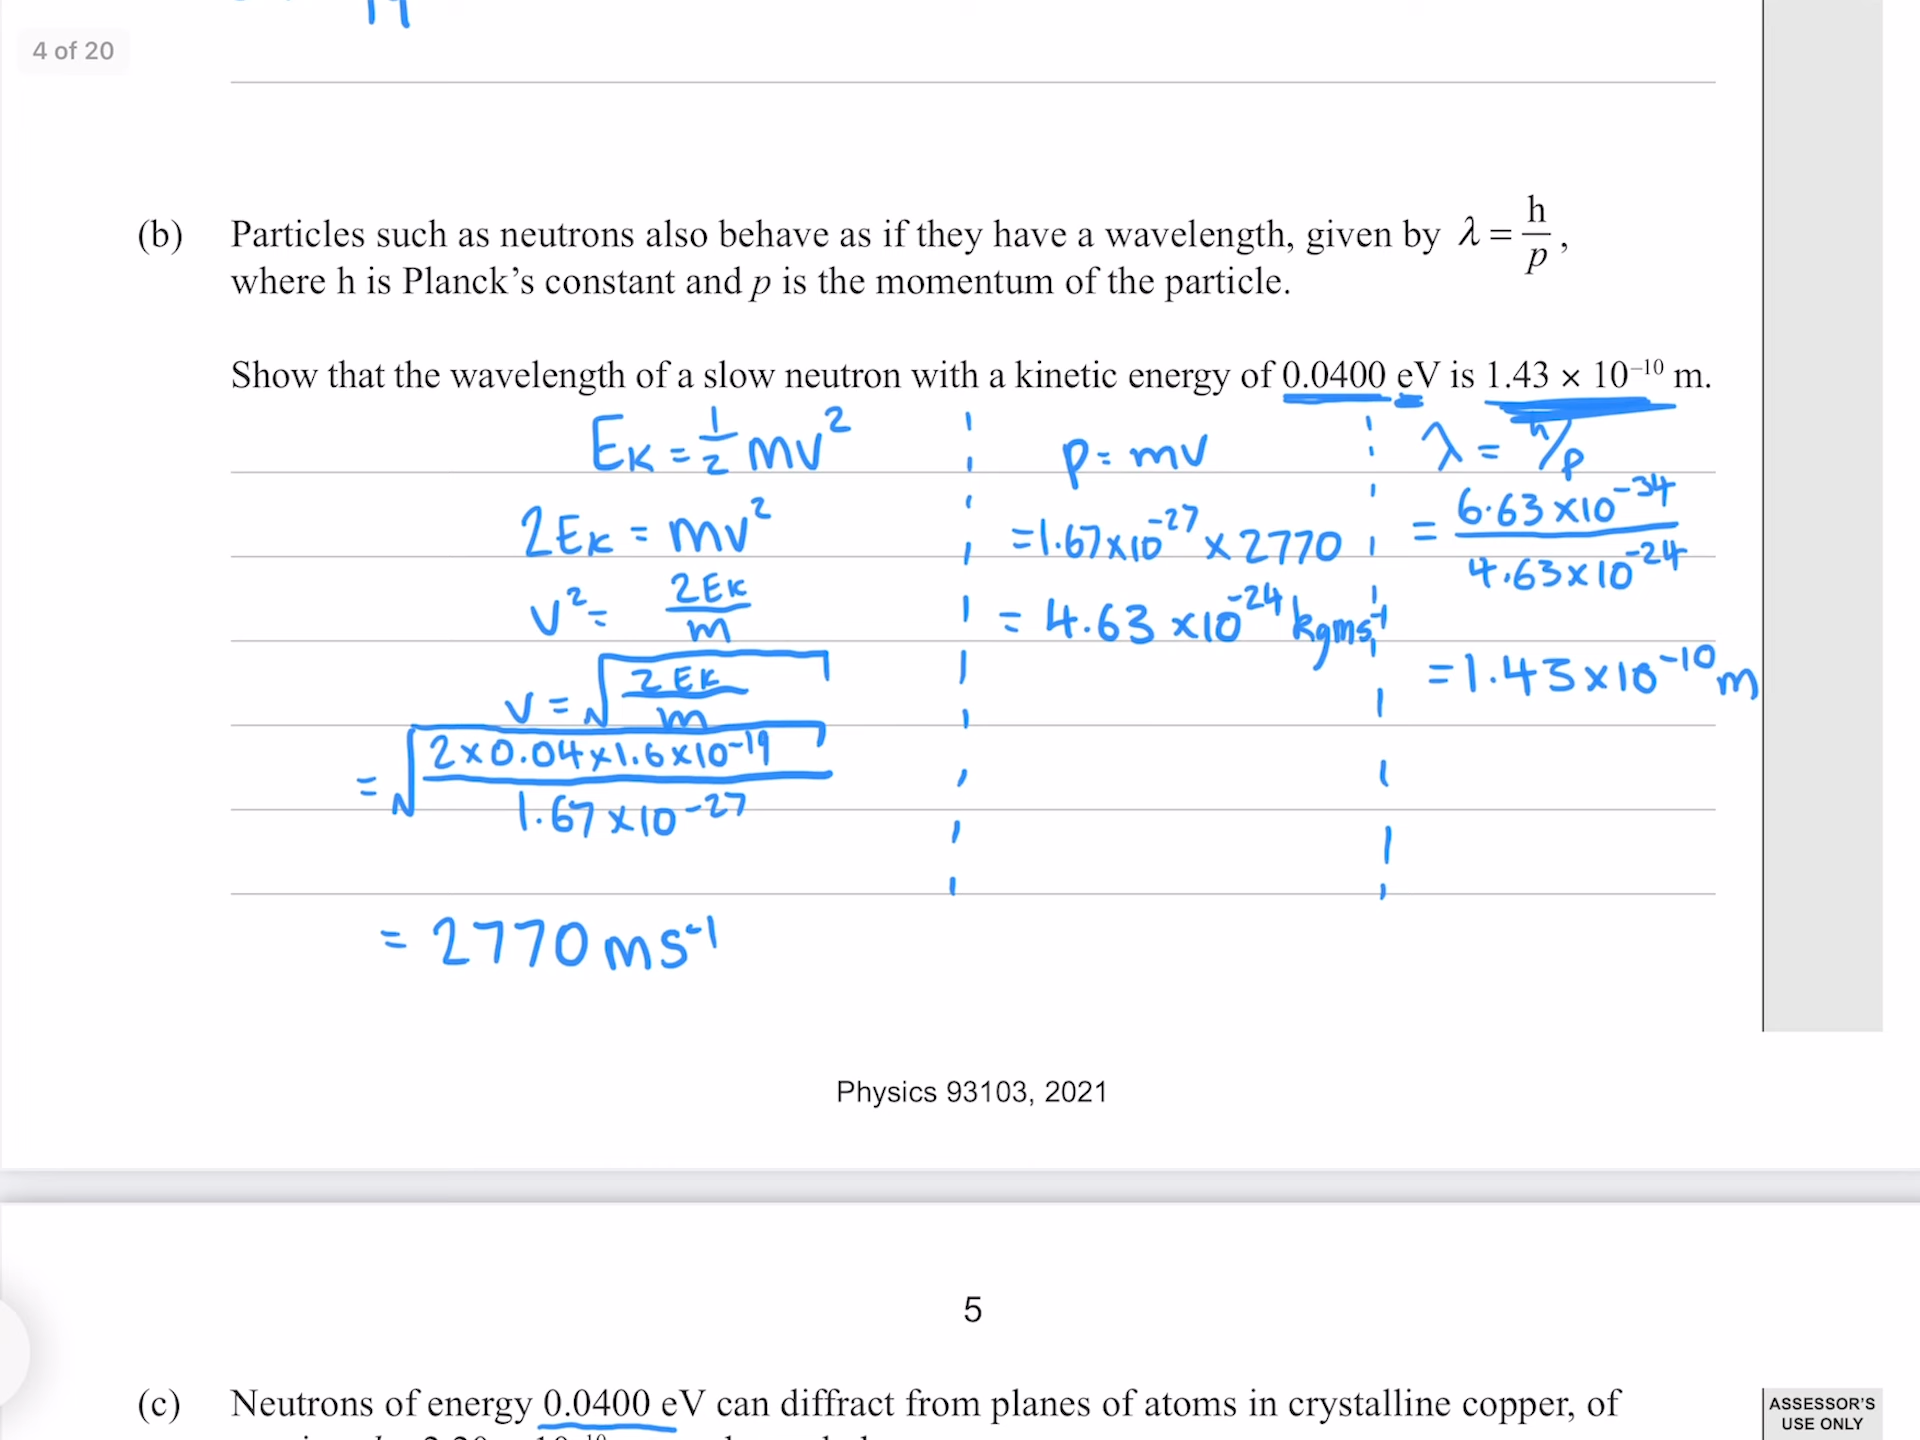 4 of 20
(b) Particles such as neutrons also behave as if they have a wavelength, given by λ = h/p,
where h is Planck's constant and p is the momentum of the particle.
Show that the wavelength of a slow neutron with a kinetic energy of 0.0400 eV is 1.43 × 10⁻¹⁰ m.
EK = 1/2 mv²
2EK = mv²
v² = 2EK/m
v = √(2EK/m)
= √(2×0.04×1.6×10⁻¹⁹/1.67×10⁻²⁷)
= 2770 ms⁻¹
p = mv
= 1.67×10⁻²⁷ × 2770
= 4.63 ×10⁻²⁴ kgms⁻¹
λ = h/p
= 6.63×10⁻³⁴/4.63×10⁻²⁴
= 1.43×10⁻¹⁰ m
Physics 93103, 2021
5
(c) Neutrons of energy 0.0400 eV can diffract from planes of atoms in crystalline copper, of
ASSESSOR'S
USE ONLY